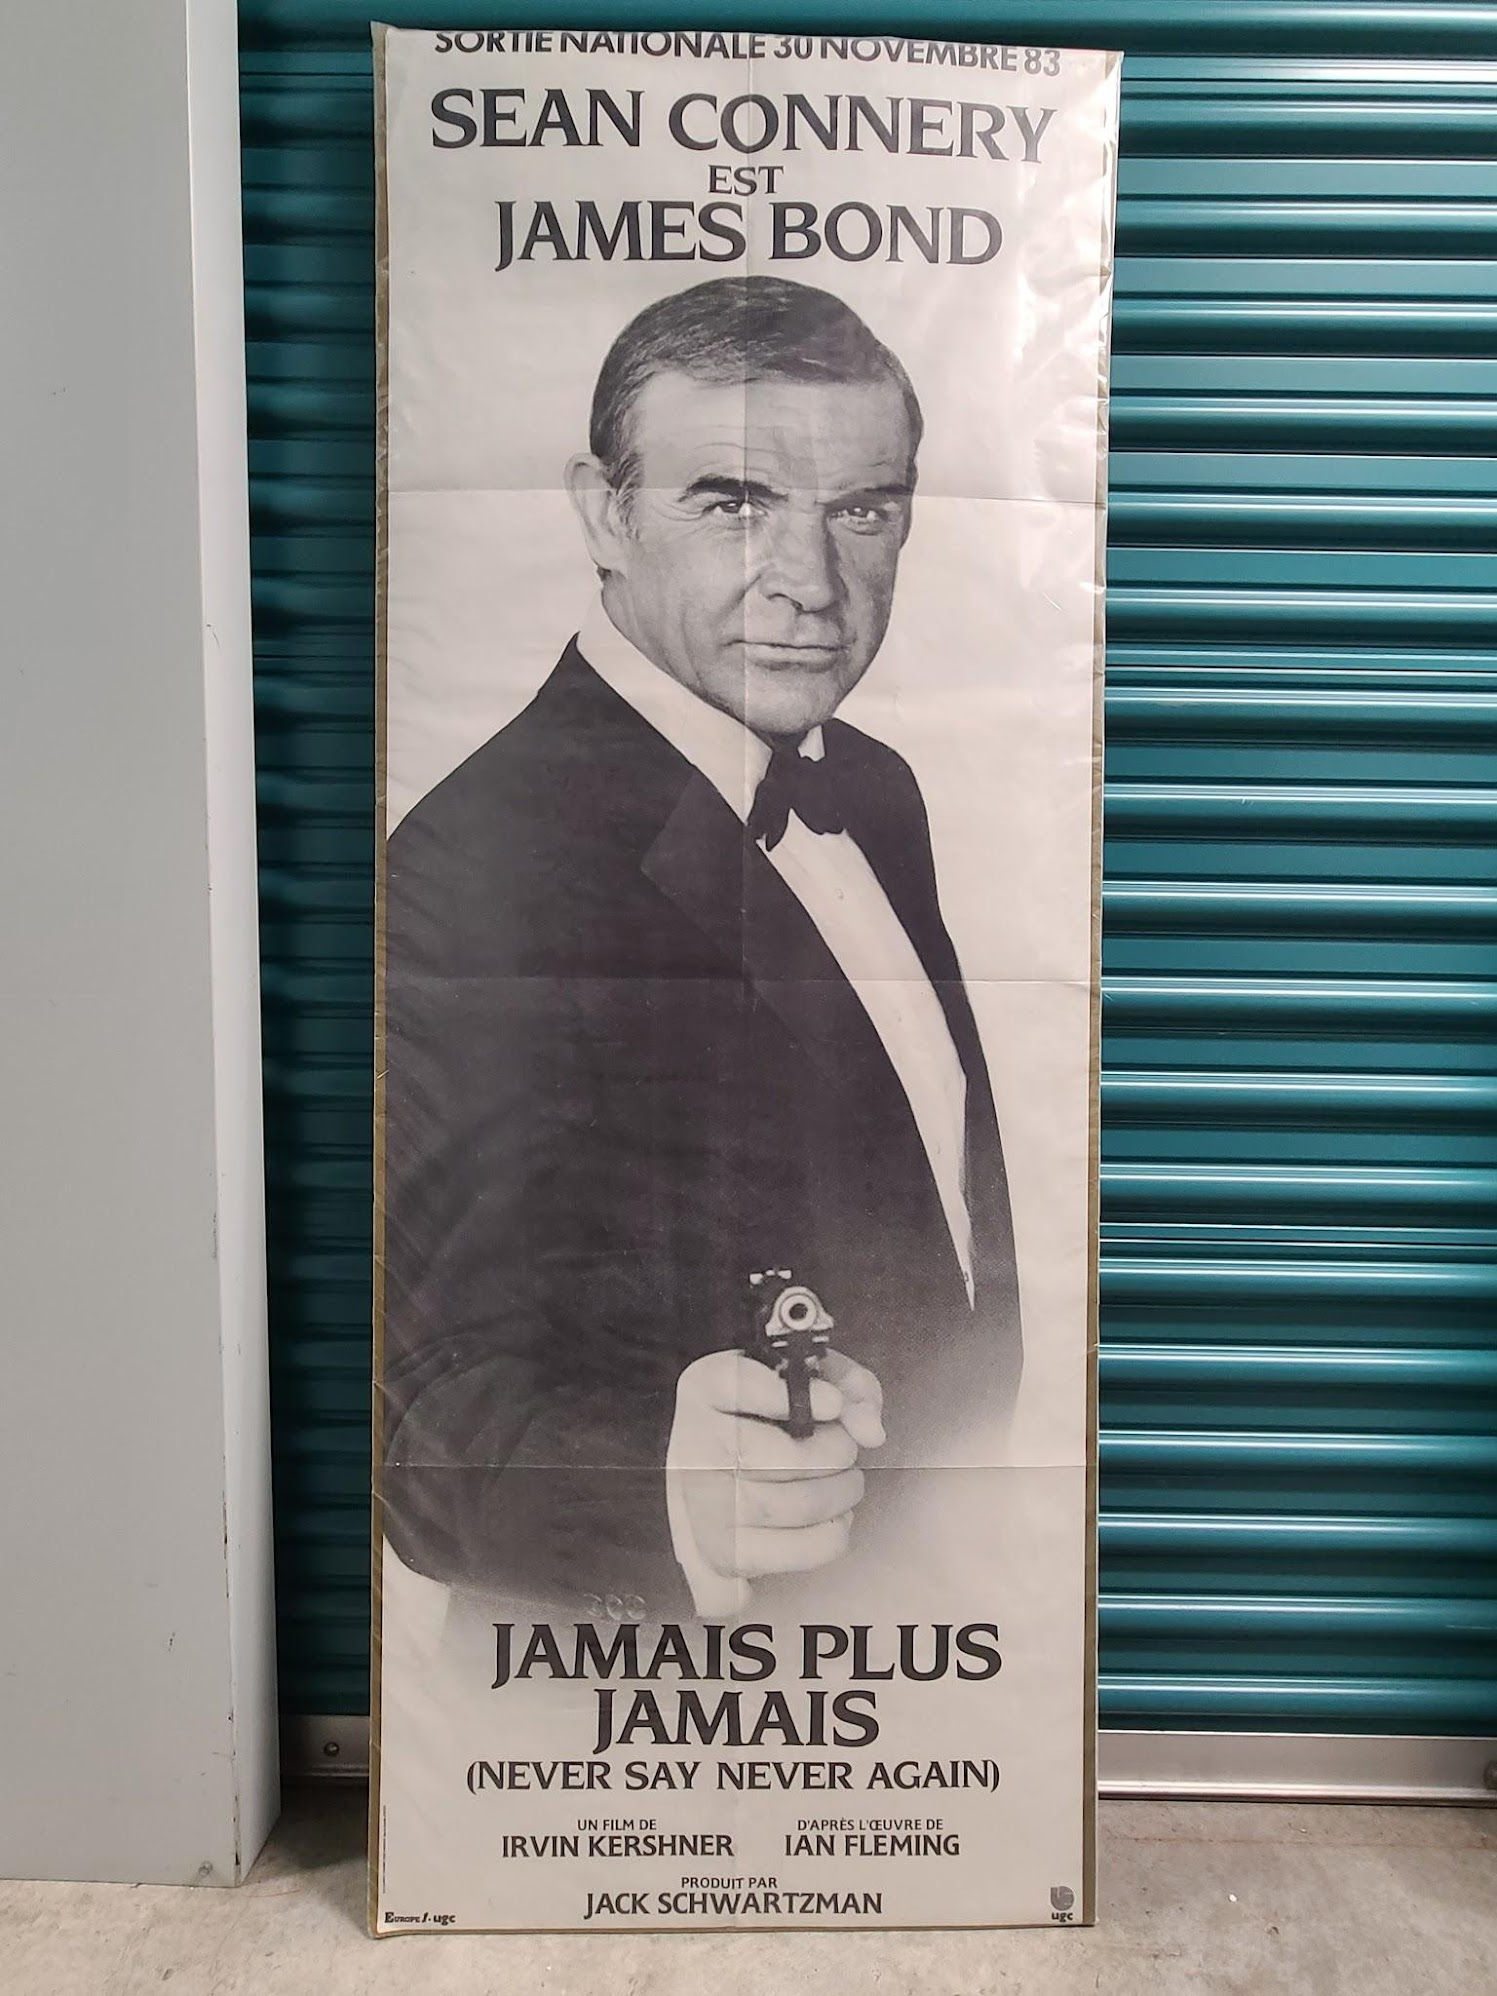 SORTIE NATIONALE 30 NOVEMBRE 83
SEAN CONNERY
EST
JAMES BOND
JAMAIS PLUS
JAMAIS
(NEVER SAY NEVER AGAIN)
UN FILM DE
IRVIN KERSHNER
D'APRÈS L'ŒUVRE DE
IAN FLEMING
PRODUIT PAR
JACK SCHWARTZMAN
EUROPE 1 · ugc
ugc